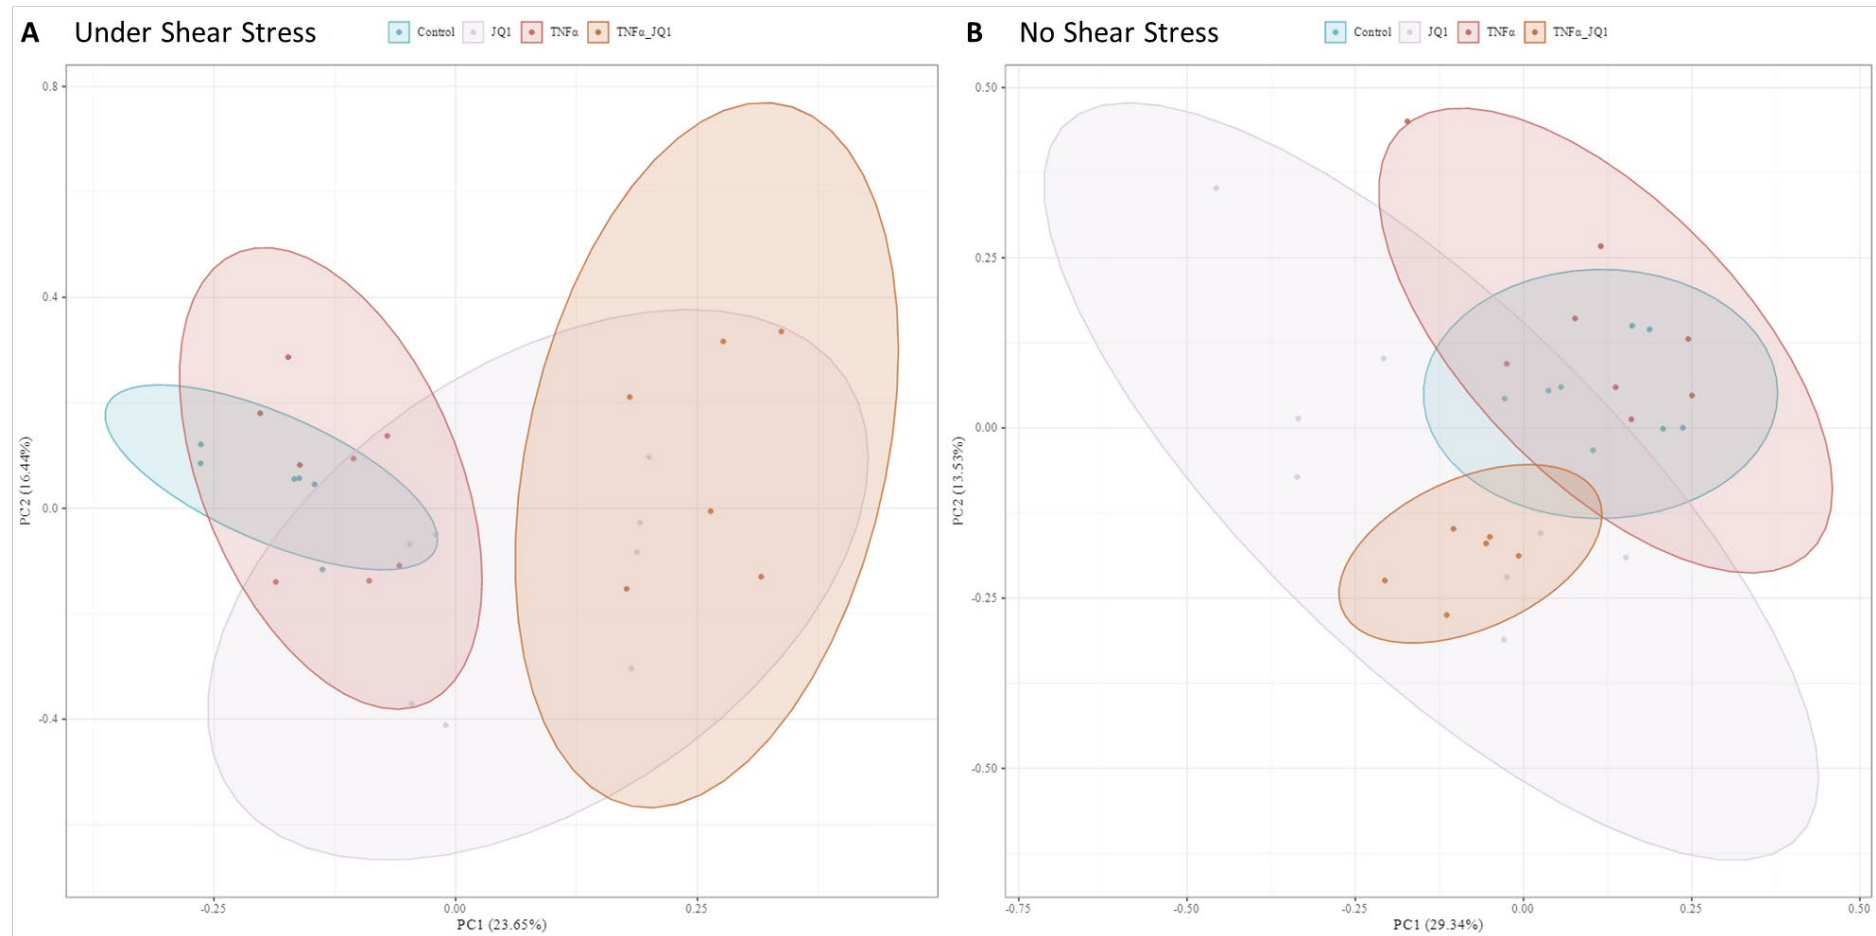 A Under Shear Stress Control JQ1 TNFα TNFα_JQ1
0.8
0.4
0.0
-0.4
PC2 (16.44%)
-0.25 0.00 0.25
PC1 (23.65%)
B No Shear Stress Control JQ1 TNFα TNFα_JQ1
0.50
0.25
0.00
-0.25
-0.50
PC2 (13.53%)
-0.75 -0.50 -0.25 0.00 0.25 0.50
PC1 (29.34%)